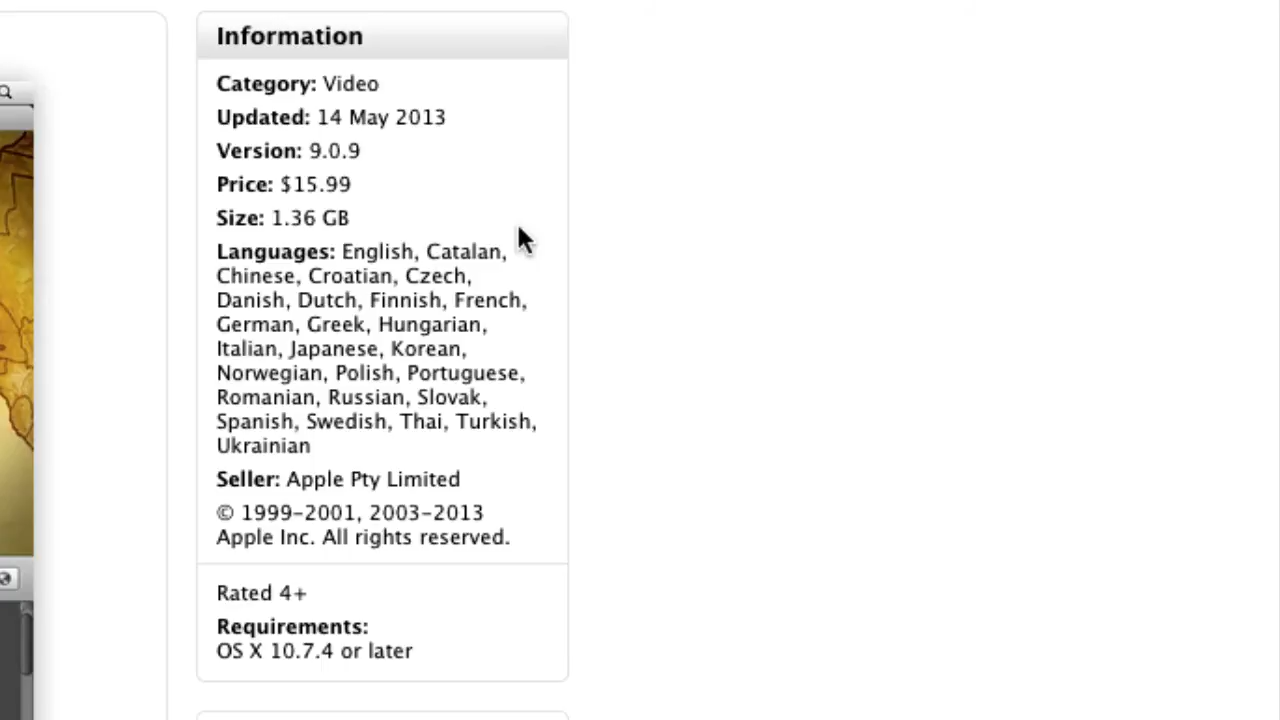 Information
Category: Video
Updated: 14 May 2013
Version: 9.0.9
Price: $15.99
Size: 1.36 GB
Languages: English, Catalan,
Chinese, Croatian, Czech,
Danish, Dutch, Finnish, French,
German, Greek, Hungarian,
Italian, Japanese, Korean,
Norwegian, Polish, Portuguese,
Romanian, Russian, Slovak,
Spanish, Swedish, Thai, Turkish,
Ukrainian
Seller: Apple Pty Limited
© 1999–2001, 2003–2013
Apple Inc. All rights reserved.
Rated 4+
Requirements:
OS X 10.7.4 or later